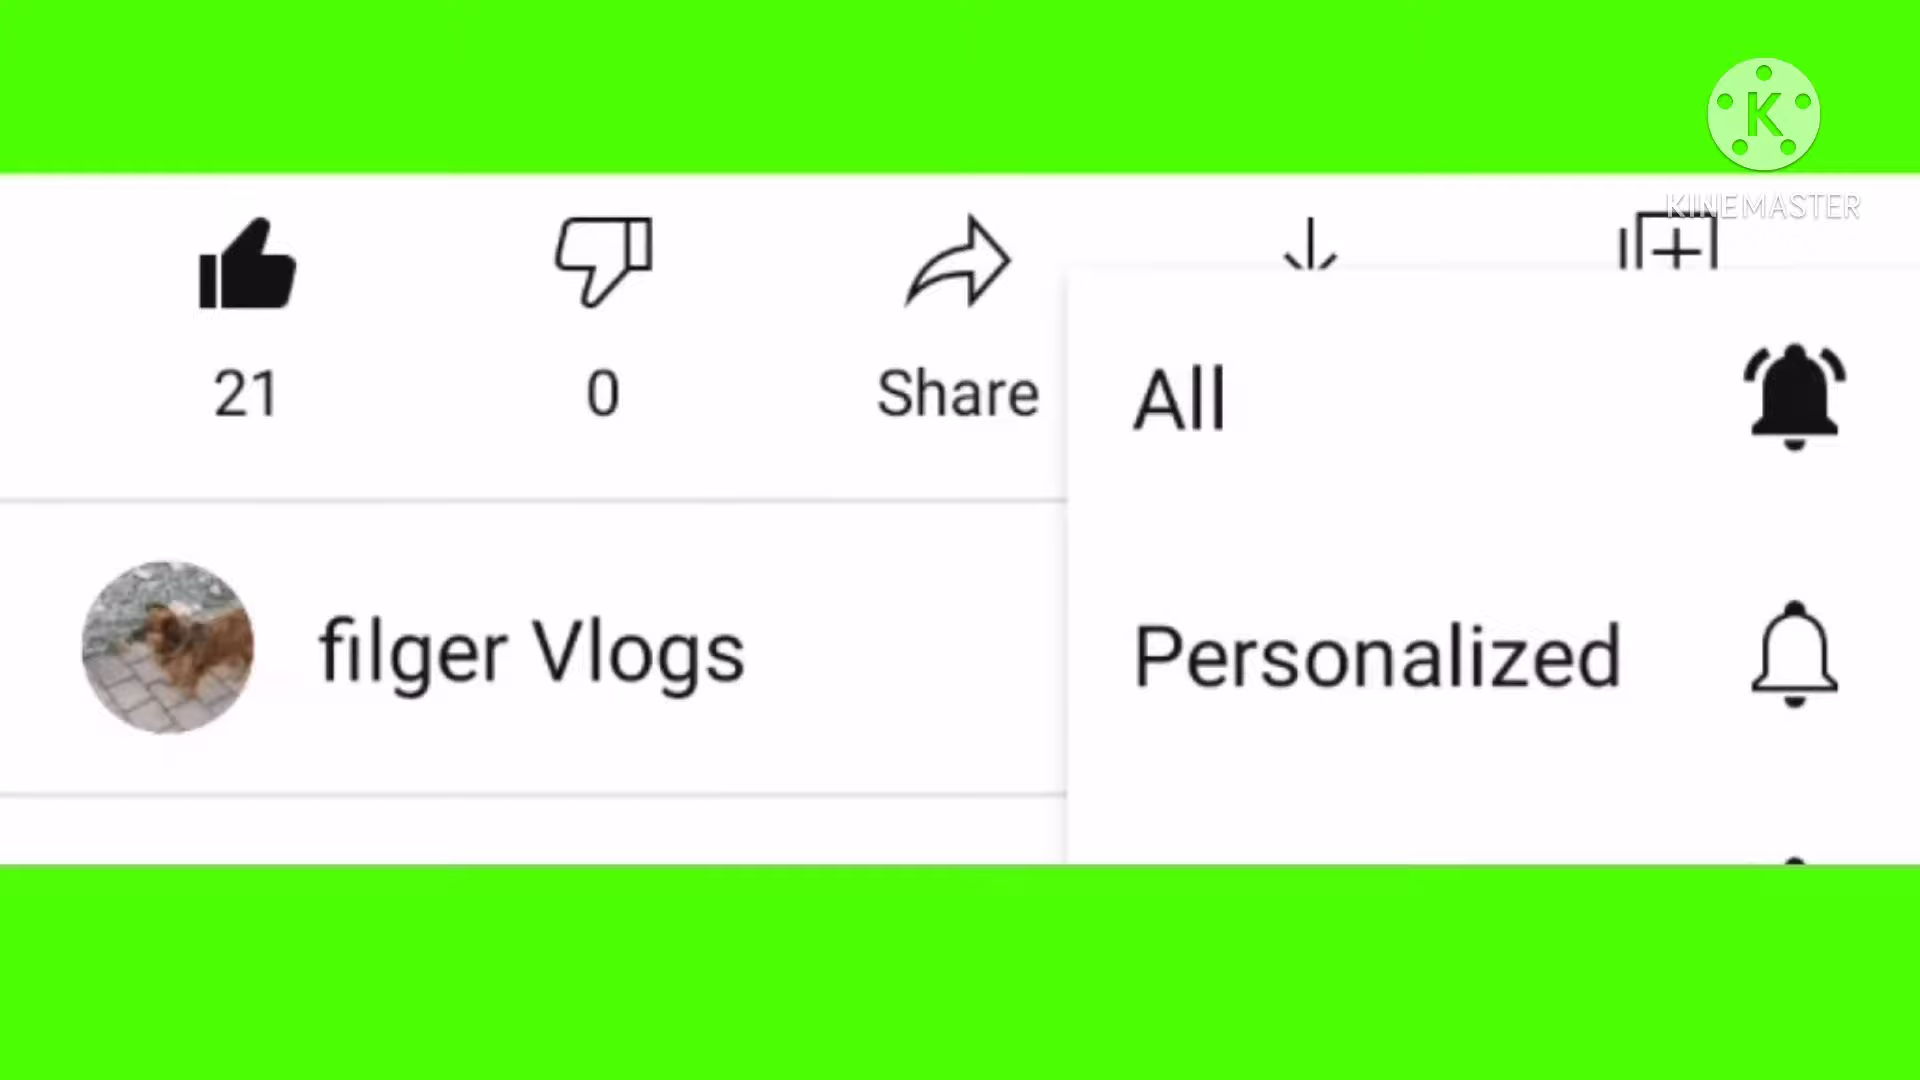 K
KINEMASTER
21
0
Share
All
filger Vlogs
Personalized